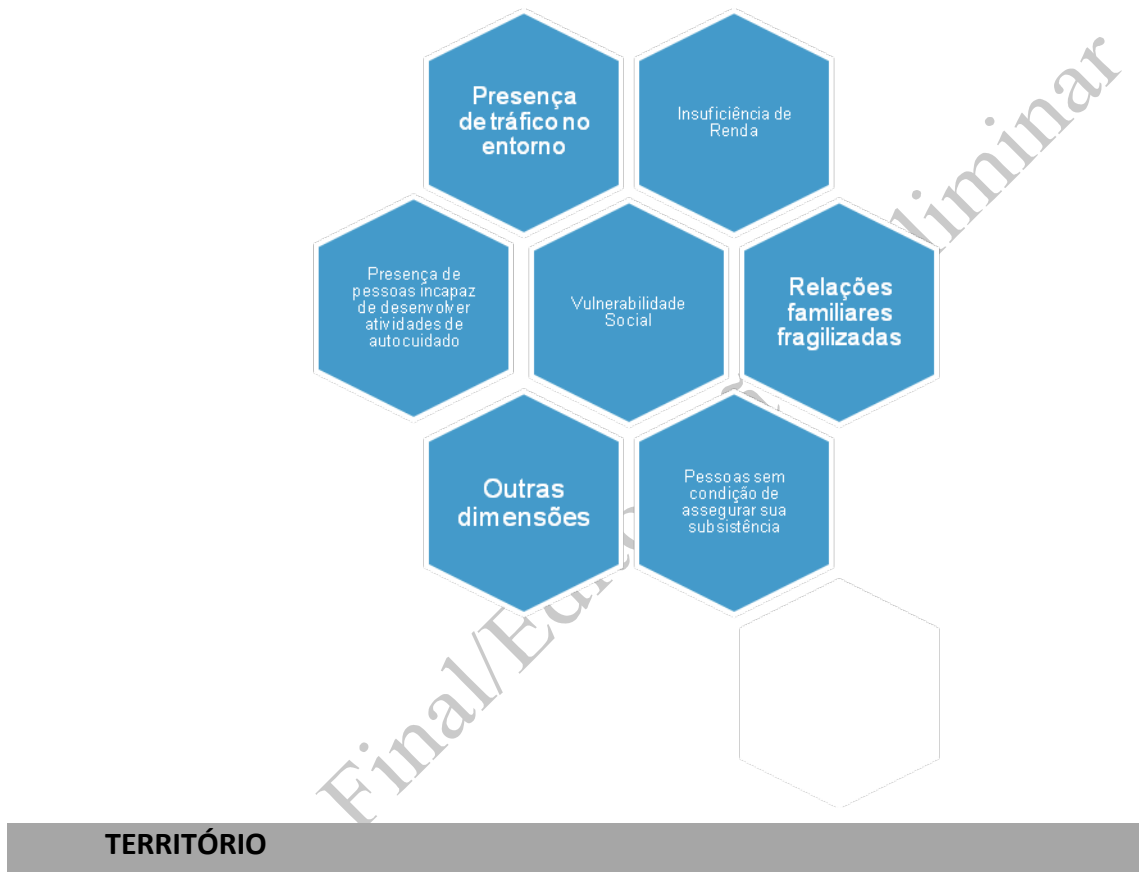 Presença
de tráfico no
entorno
Insuficiência de
Renda
Presença de
pessoas incapaz
de desenvolver
atividades de
autocuidado
Vulnerabilidade
Social
Relações
familiares
fragilizadas
Outras
dimensões
Pessoas sem
condição de
assegurar sua
subsistência
TERRITÓRIO